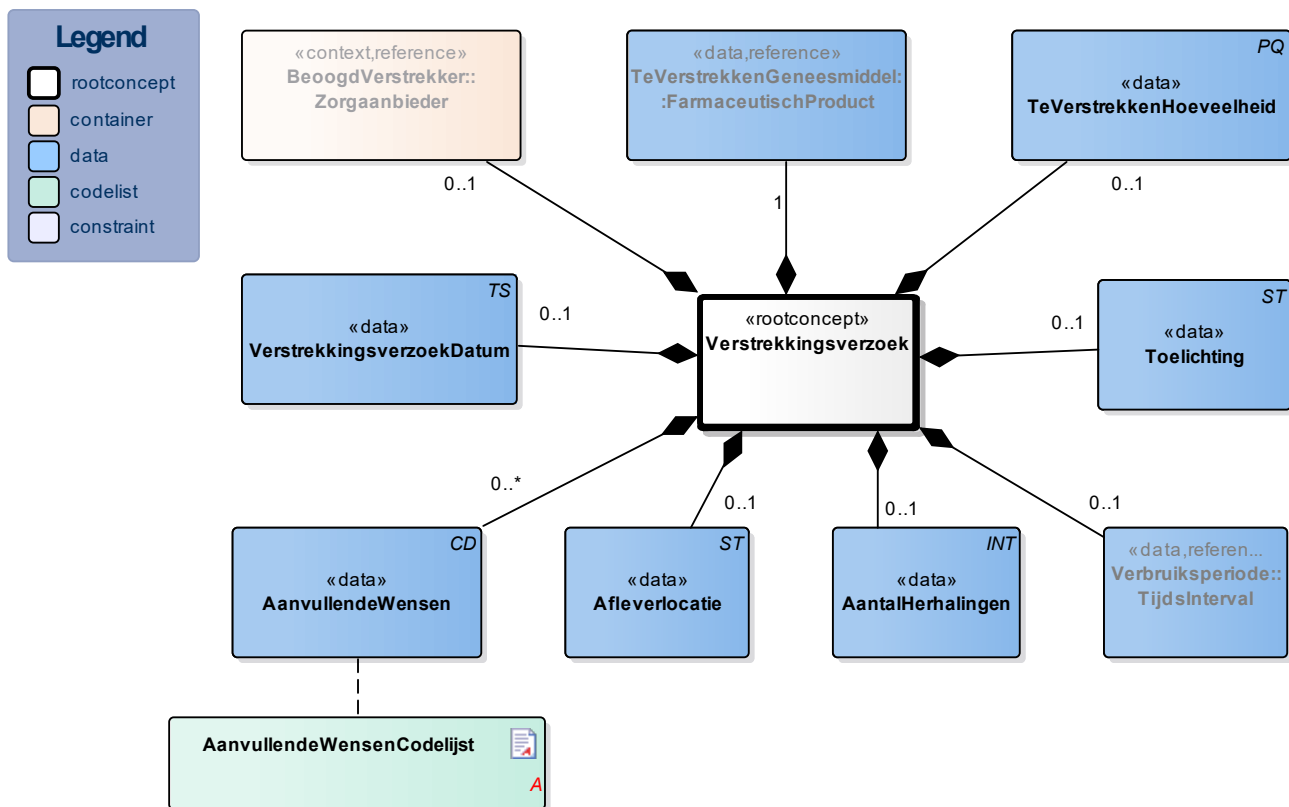 Legend
rootconcept
container
data
codelist
constraint
«context,reference»
BeoogdVerstrekker::
Zorgaanbieder
0..1
«data,reference»
TeVerstrekkenGeneesmiddel:
:FarmaceutischProduct
1
PQ
«data»
TeVerstrekkenHoeveelheid
0..1
TS
«data»
VerstrekkingsverzoekDatum
0..1
«rootconcept»
Verstrekkingsverzoek
ST
«data»
Toelichting
0..1
0..*
CD
«data»
AanvullendeWensen
0..1
ST
«data»
Afleverlocatie
0..1
INT
«data»
AantalHerhalingen
0..1
«data,referen...
Verbruiksperiode::
TijdsInterval
AanvullendeWensenCodelijst
A